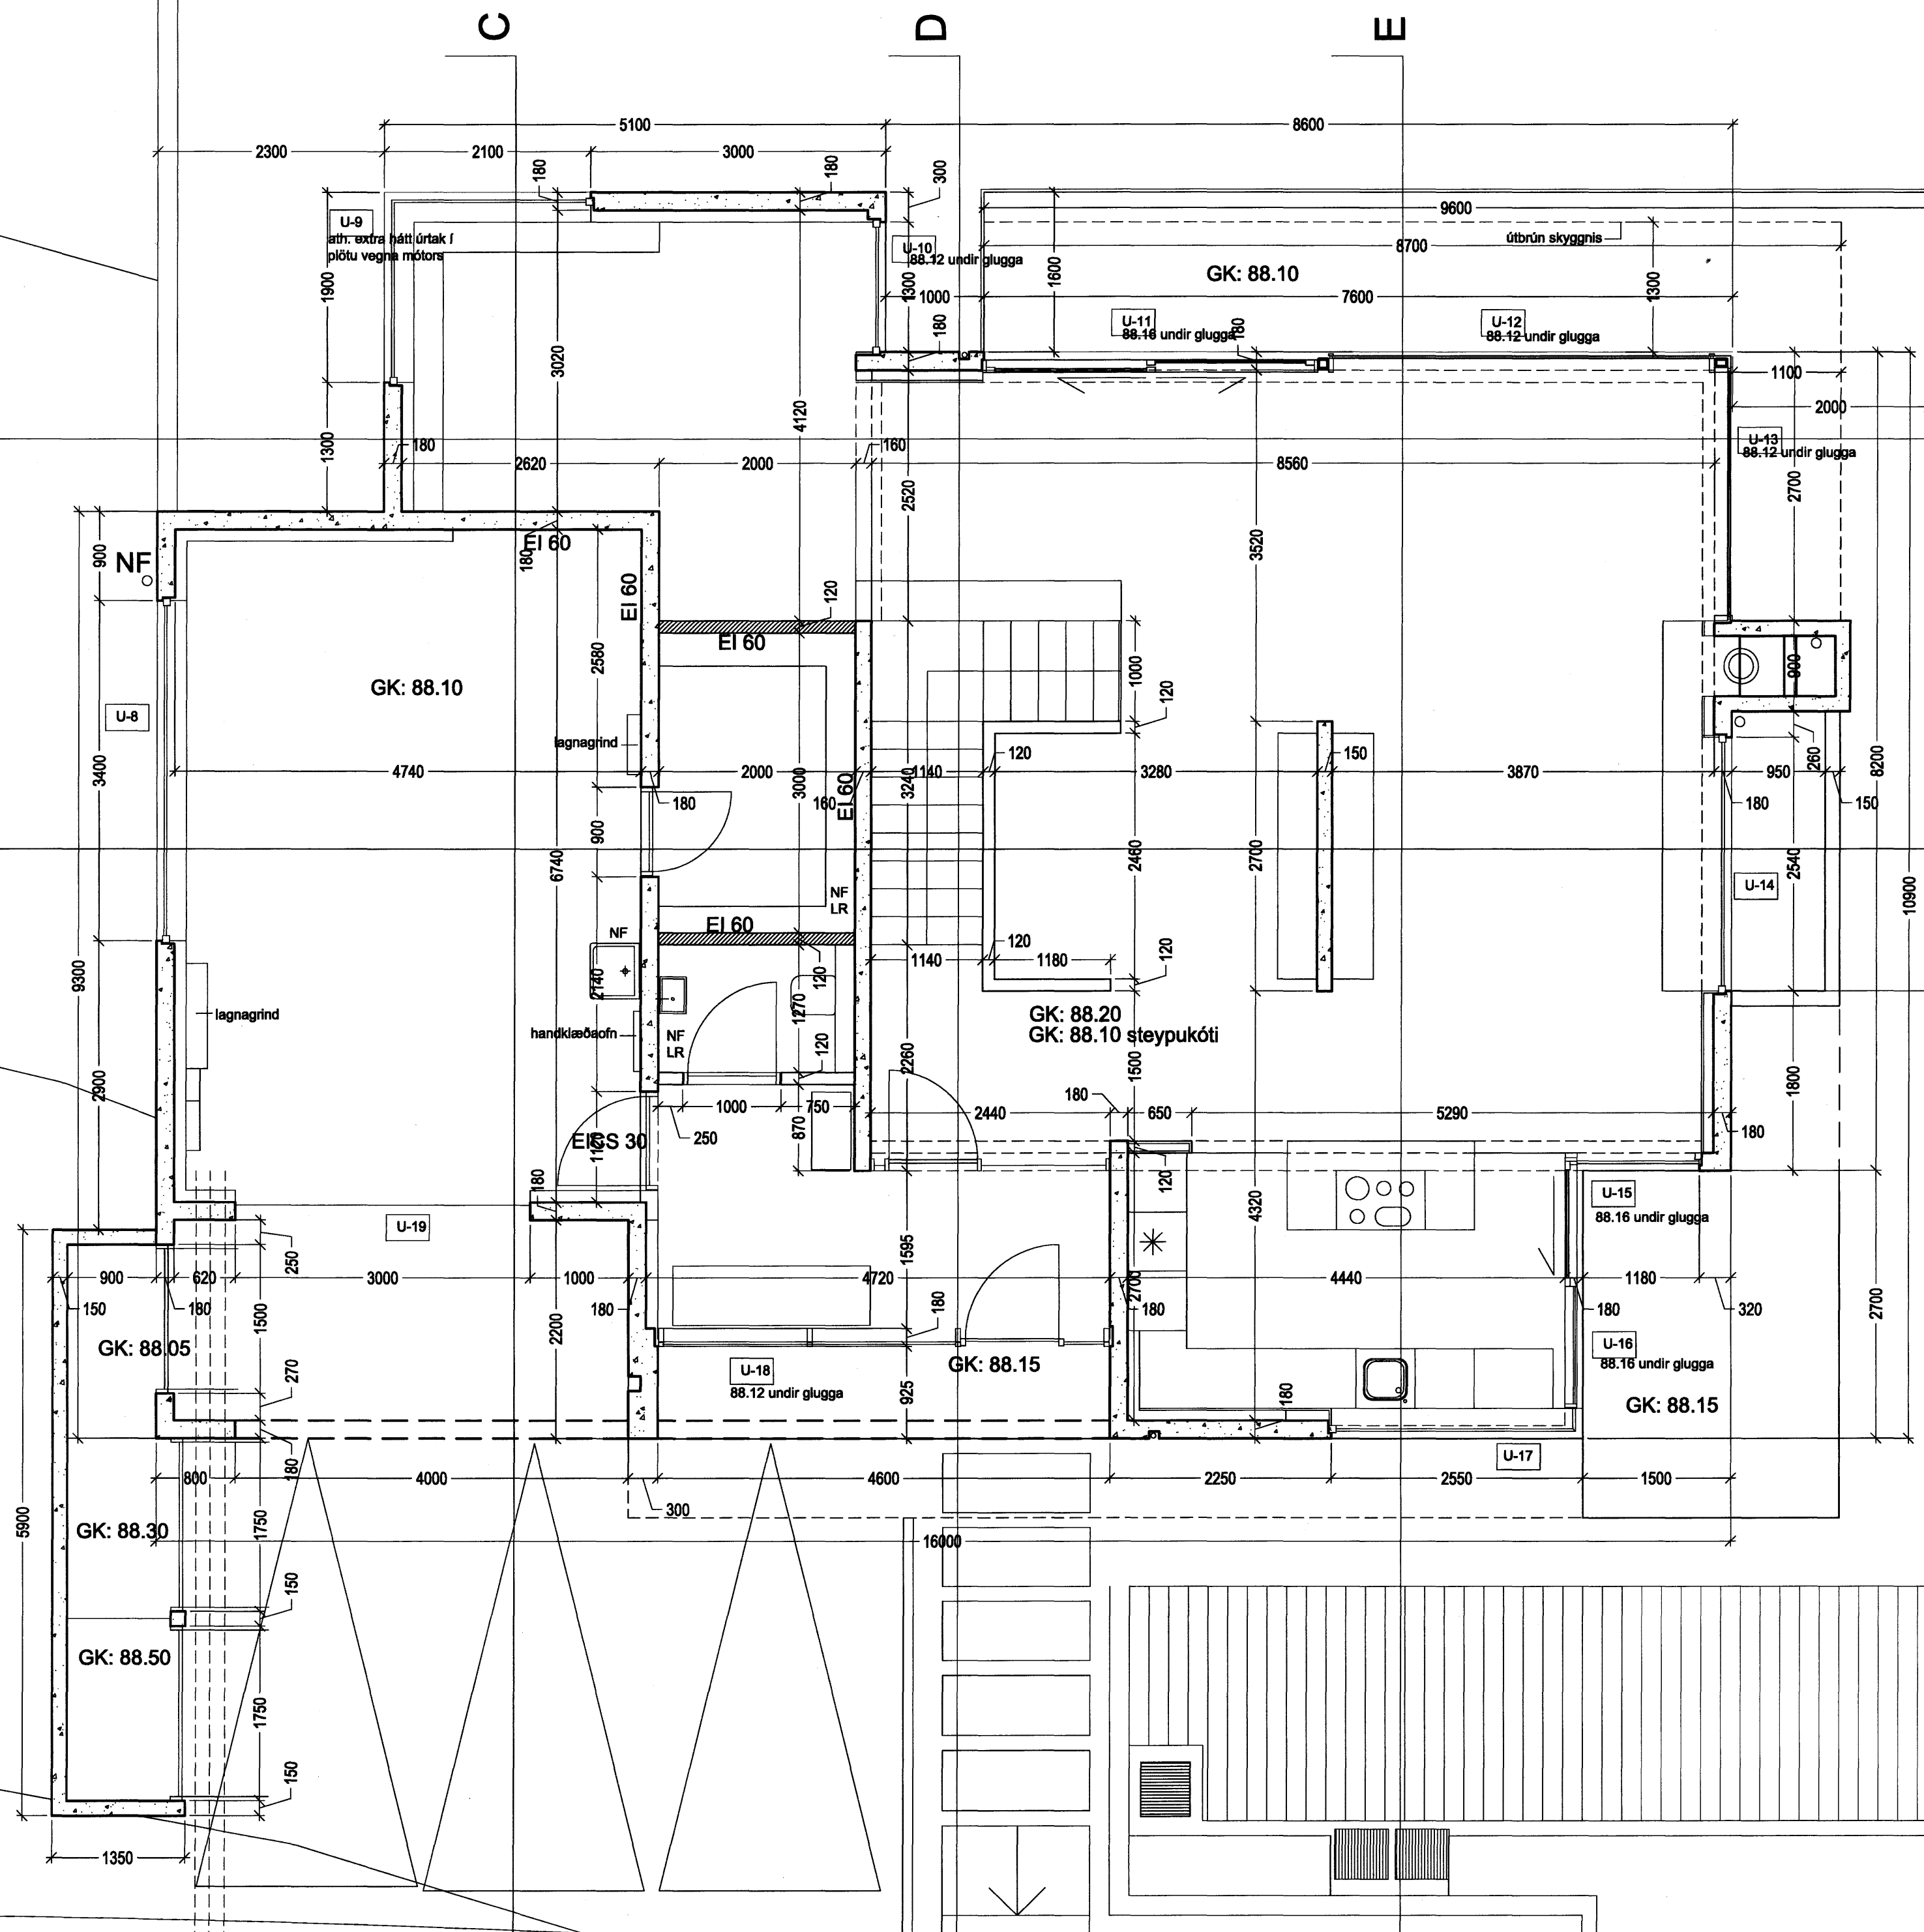 C
D
E
5100
8600
2300
2100
3000
180
180
300
9600
U-9
ath. extra hátt úrtak í
plötu vegna mótors
U-10
88.12 undir glugga
8700
útbrún skyggnis
GK: 88.10
1900
1300
1000
1600
7600
1300
U-11
88.16 undir glugga
180
U-12
88.12 undir glugga
180
3020
1100
2000
4120
1300
180
160
U-13
88.12 undir glugga
2620
2000
8560
2700
2520
900
NF
EI 60
180
3520
EI 60
120
EI 60
2580
GK: 88.10
1000
900
120
U-8
lagnagrind
120
150
260
8200
3400
4740
2000
1140
3280
3870
950
180
3000
160
EI 60
3240
180
150
900
2460
2700
2540
6740
U-14
10900
NF
LR
NF
EI 60
120
9300
2140
120
1140
1180
120
lagnagrind
1270
GK: 88.20
GK: 88.10 steypukóti
handklæðaofn
NF
LR
120
2260
1500
2900
1800
180
1000
750
2440
650
5290
250
870
180
EICS 30
1120
180
120
4320
U-15
88.16 undir glugga
U-19
250
1595
900
620
3000
1000
4720
4440
1180
150
180
180
180
2700
180
180
320
2700
1500
2200
GK: 88.05
U-16
88.16 undir glugga
GK: 88.15
U-18
88.12 undir glugga
270
925
180
GK: 88.15
U-17
180
800
4000
4600
2250
2550
1500
300
5900
GK: 88.30
1750
16000
150
GK: 88.50
1750
150
1350